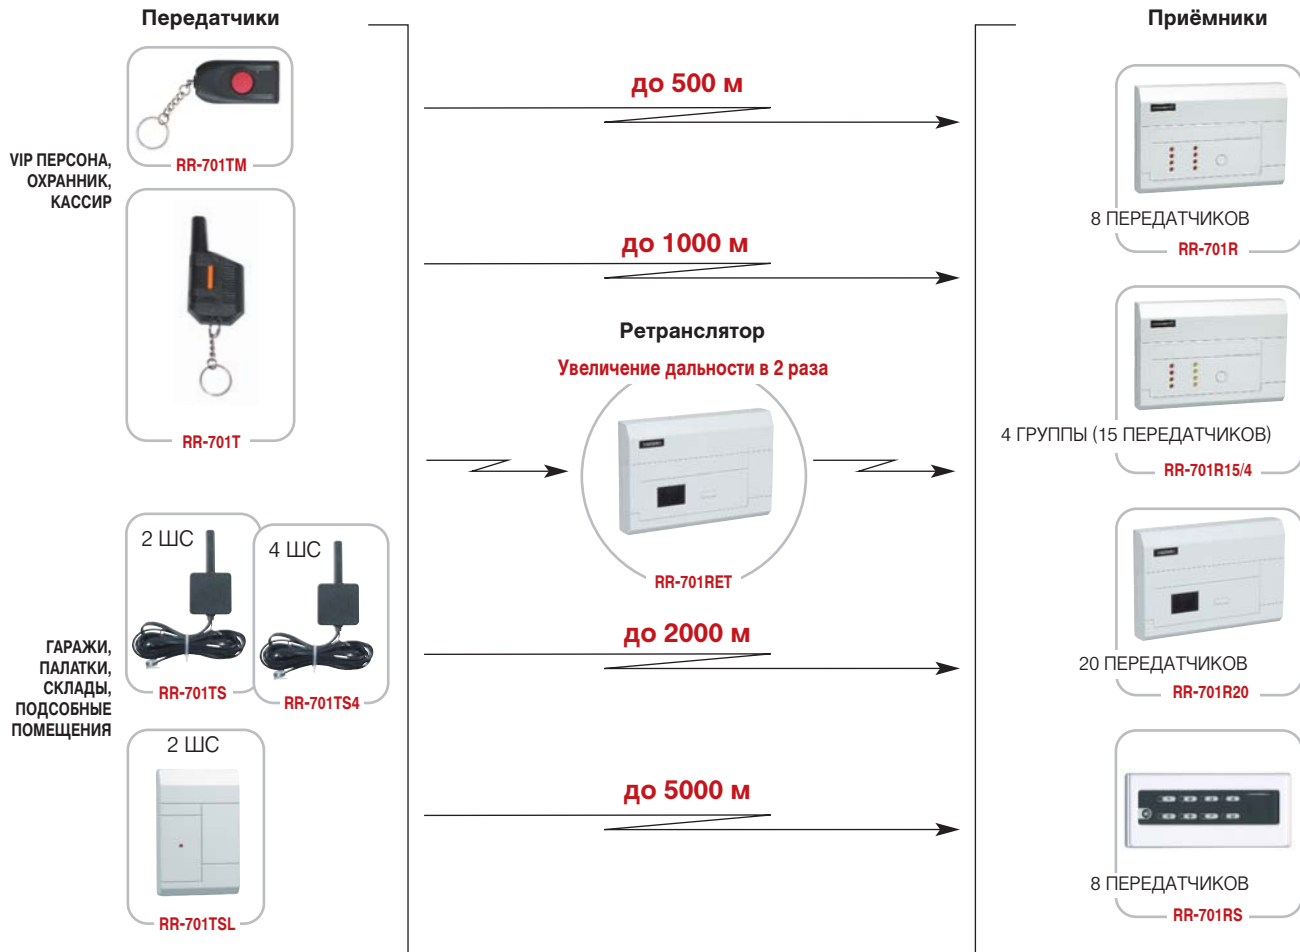 Передатчики
Приёмники
VIP ПЕРСОНА,
ОХРАННИК,
КАССИР
RR-701TM
RR-701T
2 ШС
RR-701TS
4 ШС
RR-701TS4
ГАРАЖИ,
ПАЛАТКИ,
СКЛАДЫ,
ПОДСОБНЫЕ
ПОМЕЩЕНИЯ
2 ШС
RR-701TSL
до 500 м
до 1000 м
Ретранслятор
Увеличение дальности в 2 раза
RR-701RET
до 2000 м
до 5000 м
8 ПЕРЕДАТЧИКОВ
RR-701R
4 ГРУППЫ (15 ПЕРЕДАТЧИКОВ)
RR-701R15/4
20 ПЕРЕДАТЧИКОВ
RR-701R20
8 ПЕРЕДАТЧИКОВ
RR-701RS